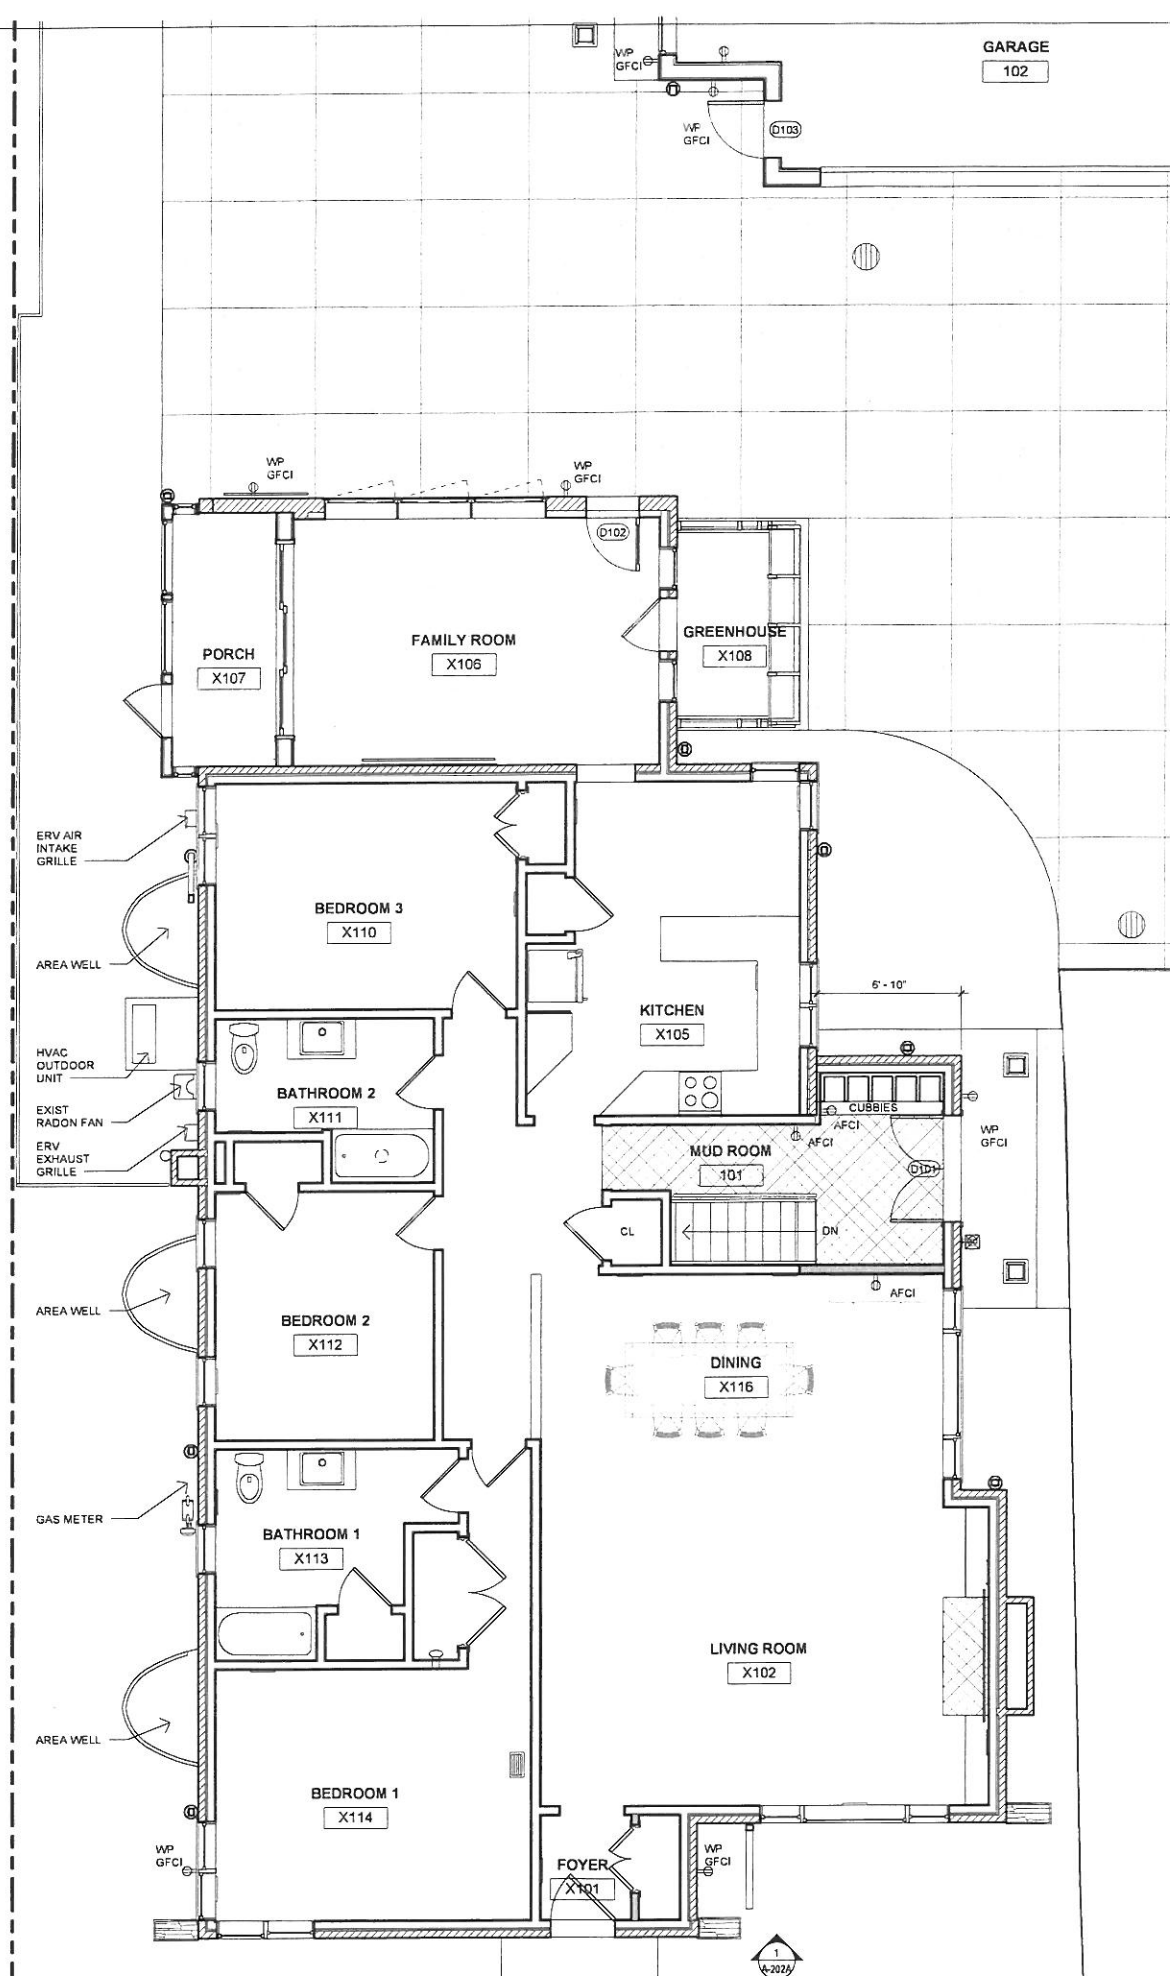 GARAGE
102
WP
GFCI
WP
GFCI
D103
WP
GFCI
WP
GFCI
D102
FAMILY ROOM
X106
GREENHOUSE
X108
PORCH
X107
ERV AIR
INTAKE
GRILLE
BEDROOM 3
X110
AREA WELL
6' - 10"
KITCHEN
X105
HVAC
OUTDOOR
UNIT
BATHROOM 2
X111
EXIST
RADON FAN
CUBBIES
AFCI
AFCI
WP
GFCI
ERV
EXHAUST
GRILLE
MUD ROOM
101
D101
CL
DN
AFCI
AREA WELL
BEDROOM 2
X112
DINING
X116
GAS METER
BATHROOM 1
X113
LIVING ROOM
X102
AREA WELL
BEDROOM 1
X114
WP
GFCI
FOYER
X101
WP
GFCI
1
A-202A